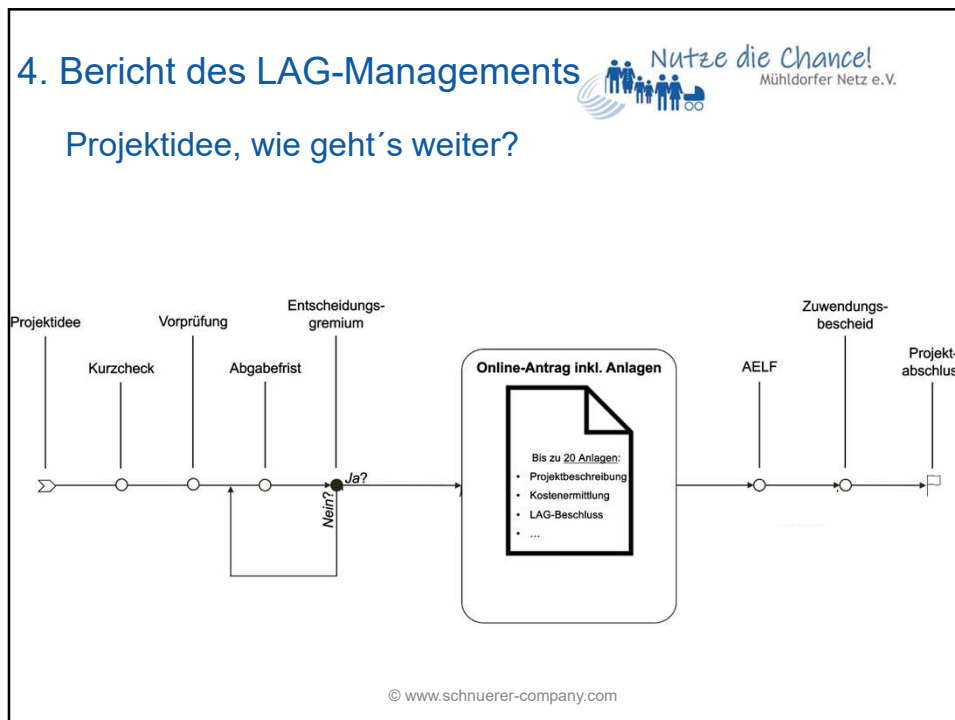 4. Bericht des LAG-Managements
Nutze die Chance!
Mühldorfer Netz e.V.
Projektidee, wie geht´s weiter?
Projektidee
Kurzcheck
Vorprüfung
Abgabefrist
Entscheidungs-
gremium
Ja?
Nein?
Online-Antrag inkl. Anlagen
Bis zu 20 Anlagen:
• Projektbeschreibung
• Kostenermittlung
• LAG-Beschluss
• ...
AELF
Zuwendungs-
bescheid
Projekt-
abschlus
© www.schnuerer-company.com